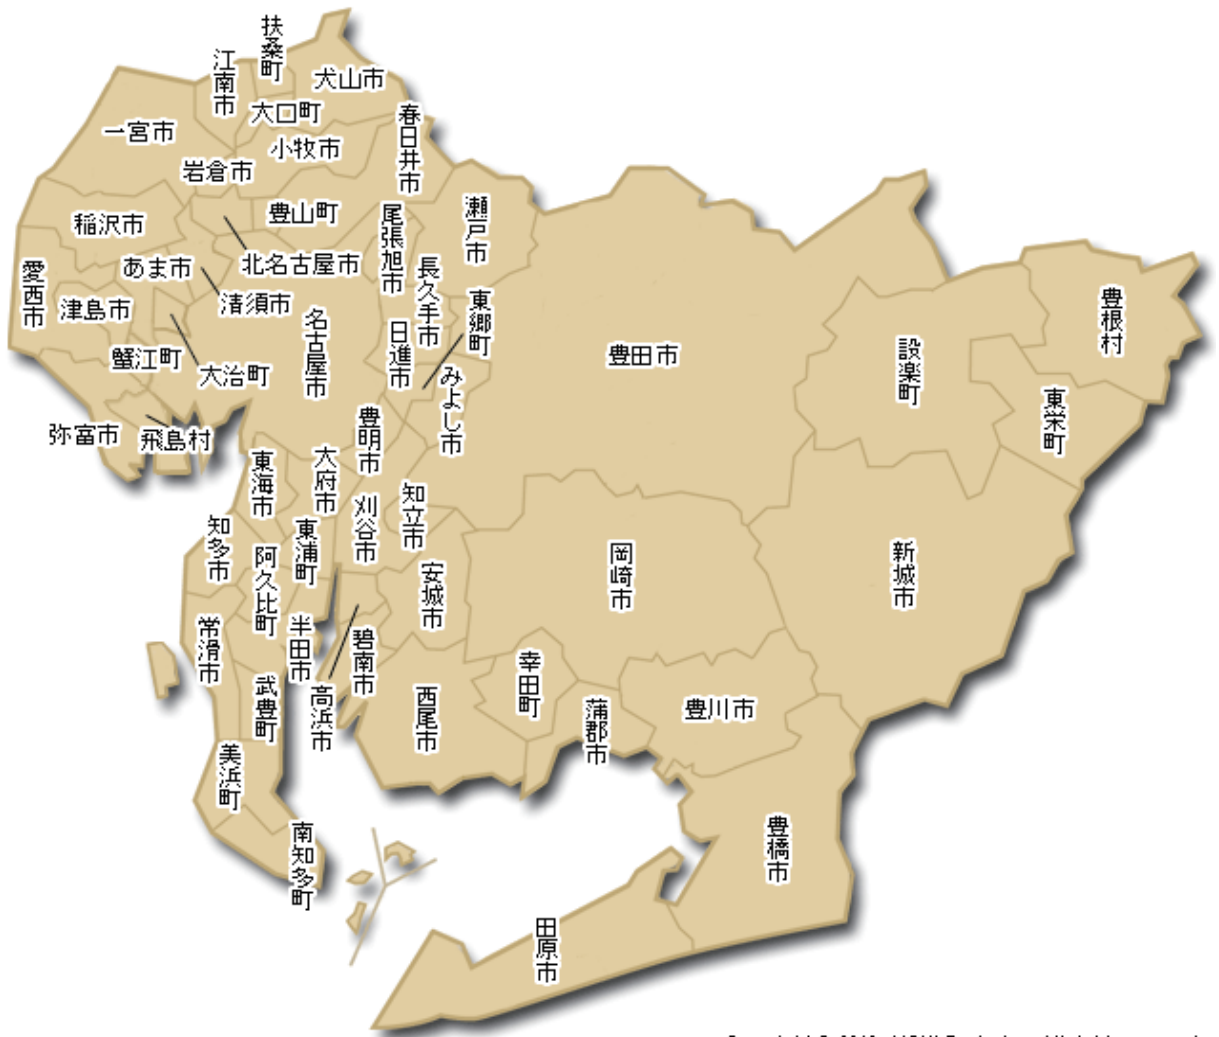 扶桑町
江南市
犬山市
大口町
一宮市
春日井市
小牧市
岩倉市
稲沢市
豊山町
尾張旭市
瀬戸市
北名古屋市
あま市
愛西市
津島市
清須市
長久手市
東郷町
名古屋市
日進市
蟹江町
大治町
みよし市
豊田市
設楽町
豊根村
東栄町
弥富市
飛島村
豊明市
東海市
大府市
知立市
刈谷市
知多市
東浦町
阿久比町
安城市
岡崎市
新城市
常滑市
半田市
碧南市
高浜市
武豊町
西尾市
幸田町
蒲郡市
豊川市
美浜町
南知多町
豊橋市
田原市